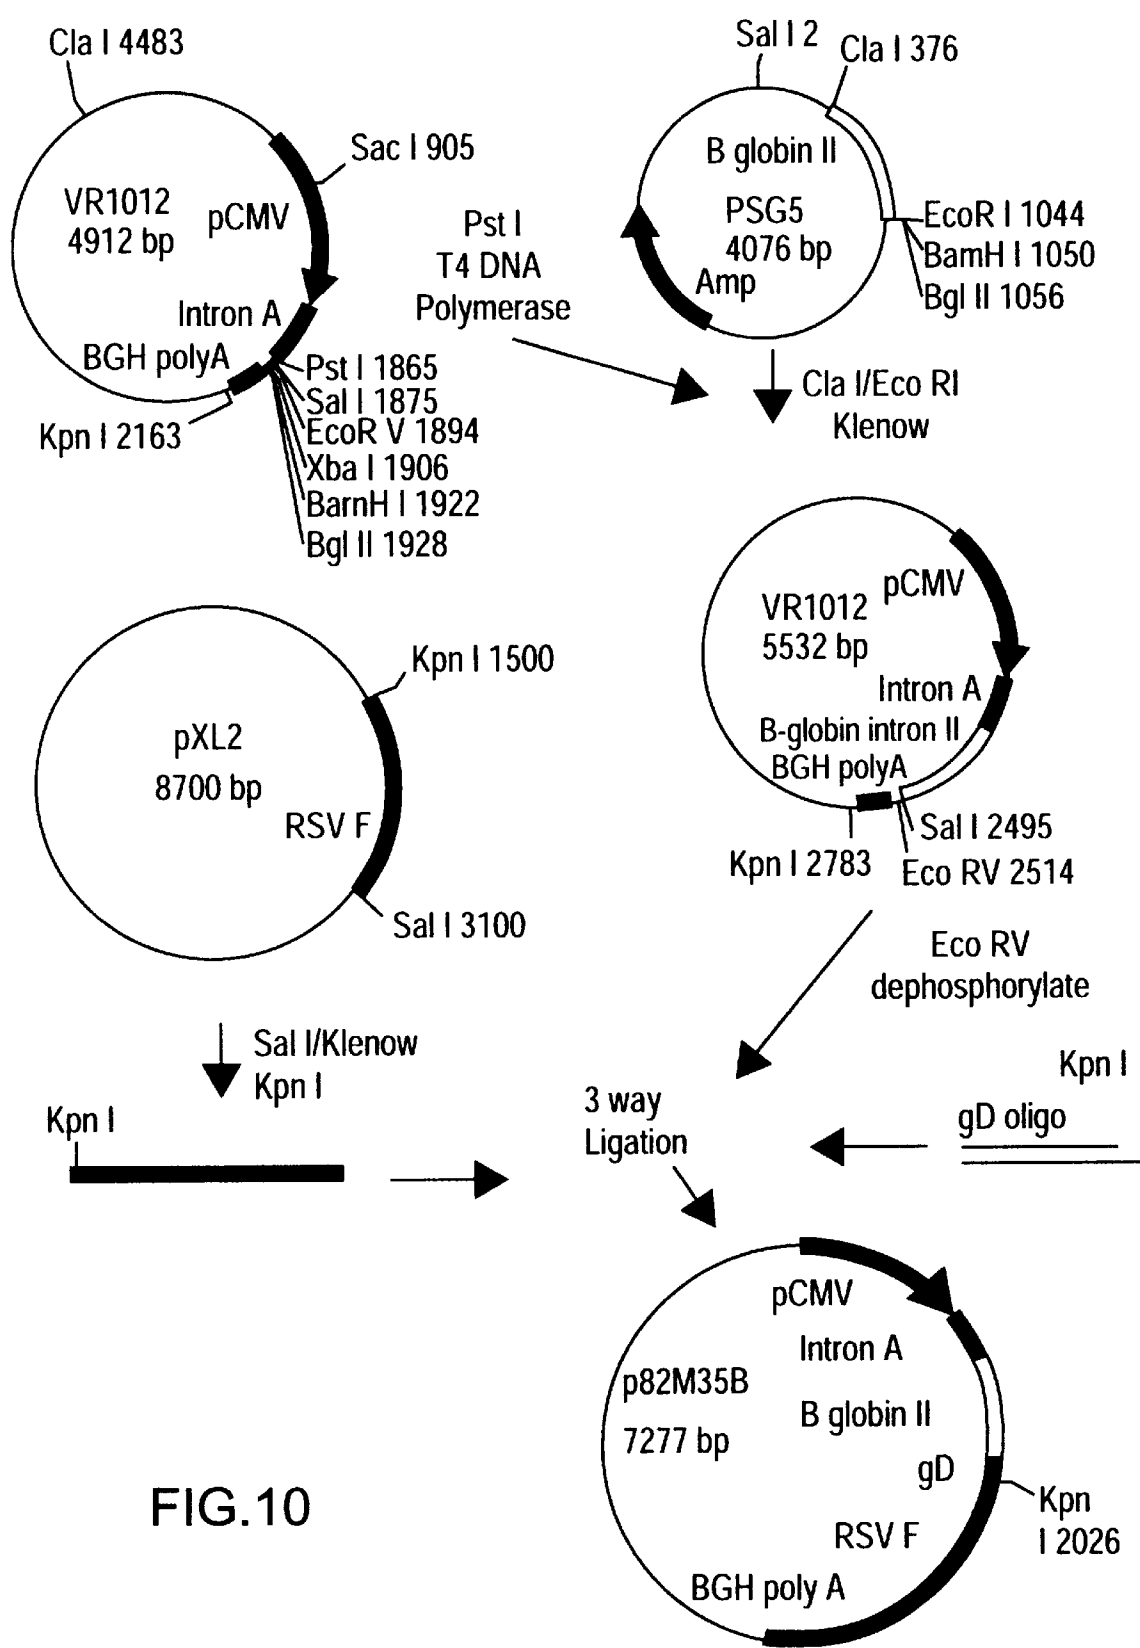 Cla I 4483
Sac I 905
VR1012
4912 bp
pCMV
Intron A
BGH polyA
Pst I 1865
Sal I 1875
EcoR V 1894
Xba I 1906
BarnH I 1922
Bgl II 1928
Kpn I 2163
Pst I
T4 DNA
Polymerase
Sal I 2
Cla I 376
B globin II
PSG5
4076 bp
Amp
EcoR I 1044
BamH I 1050
Bgl II 1056
Cla I/Eco RI
Klenow
pXL2
8700 bp
RSV F
Kpn I 1500
Sal I 3100
VR1012
5532 bp
pCMV
Intron A
B-globin intron II
BGH polyA
Sal I 2495
Kpn I 2783
Eco RV 2514
Eco RV
dephosphorylate
Sal I/Klenow
Kpn I
Kpn I
3 way
Ligation
Kpn I
gD oligo
pCMV
Intron A
p82M35B
7277 bp
B globin II
gD
Kpn
I 2026
RSV F
BGH poly A
FIG.10